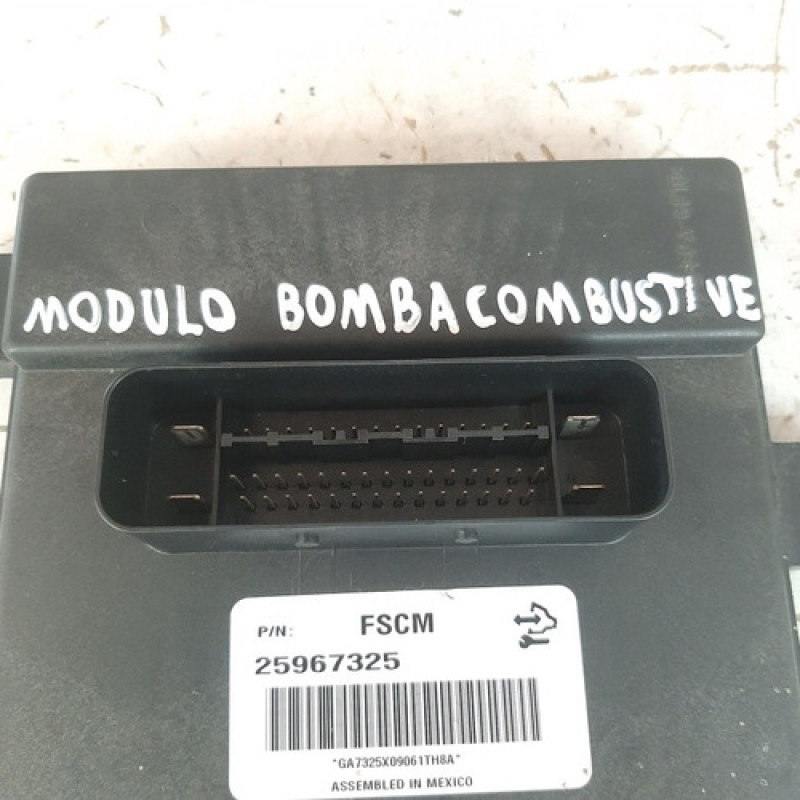 MODULO BOMBACOMBUSTIVE
P/N: FSCM
25967325
*GA7325X09061TH8A*
ASSEMBLED IN MEXICO